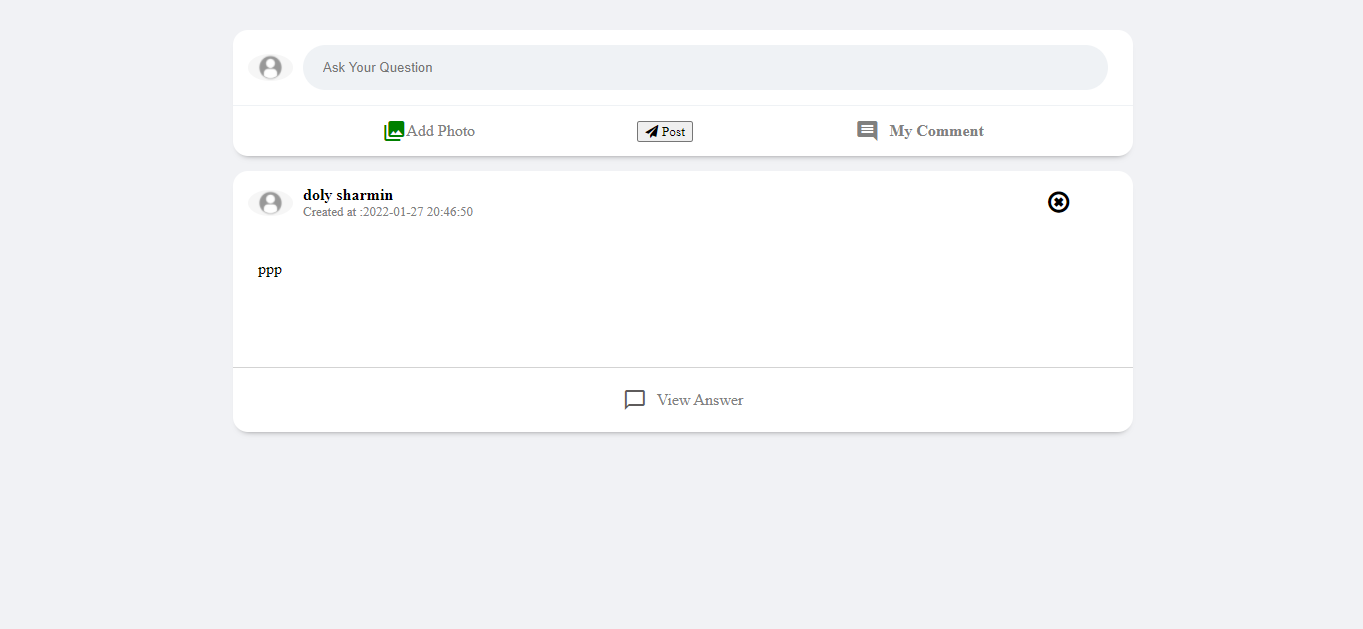 Ask Your Question
Add Photo
Post
My Comment
doly sharmin
Created at :2022-01-27 20:46:50
ppp
View Answer